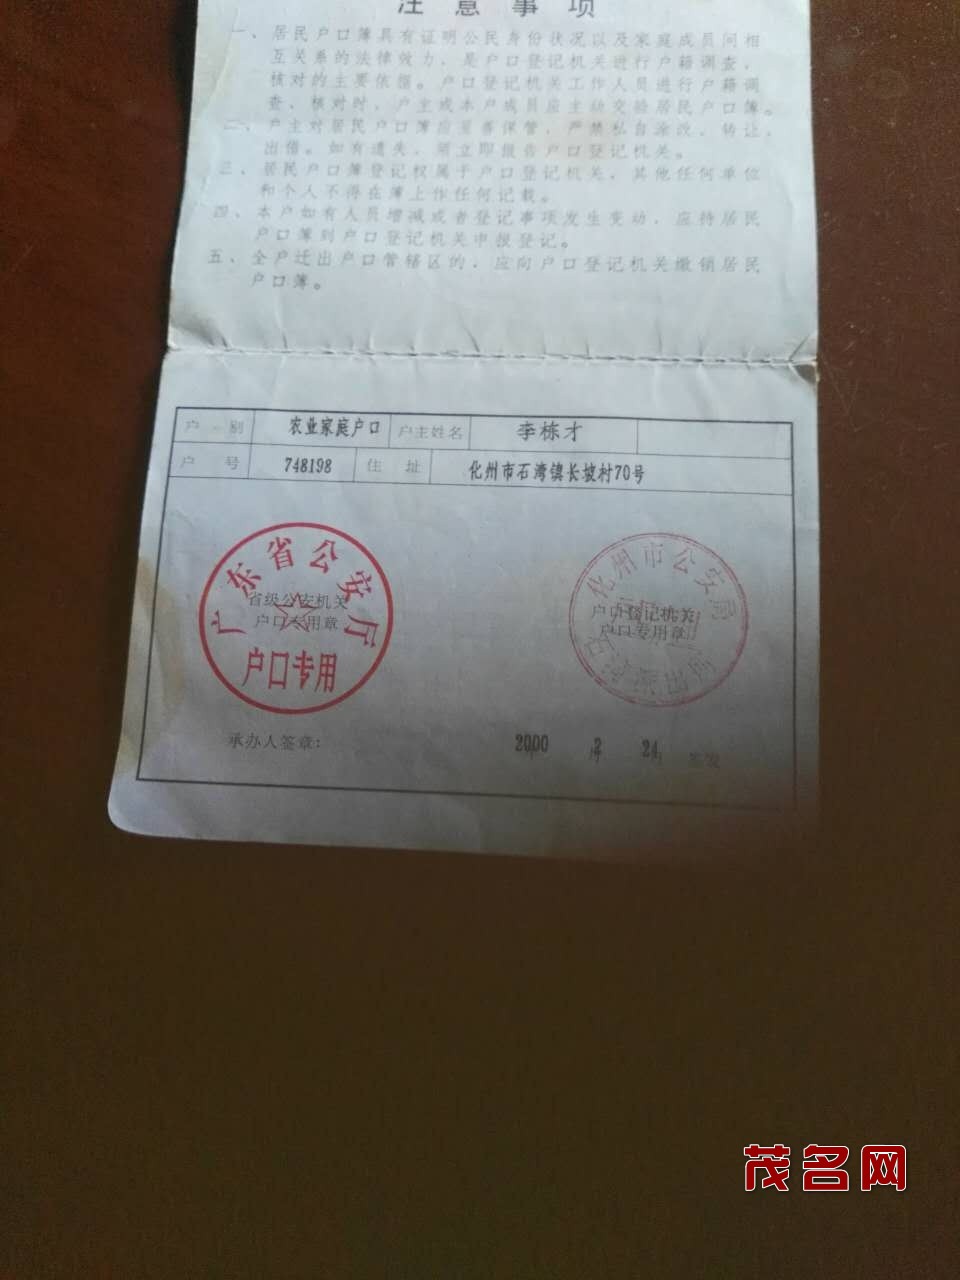 注意事项
一、居民户口簿具有证明公民身份状况以及家庭成员间相
互关系的法律效力，是户口登记机关进行户籍调查、
核对的主要依据。户口登记机关工作人员进行户籍调
查、核对时，户主或本户成员应主动交验居民户口簿。
二、户主对居民户口簿应妥善保管，严禁私自涂改、转让、
出借。如有遗失，须立即报告户口登记机关。
三、居民户口簿登记权属于户口登记机关，其他任何单位
和个人不得在簿上作任何记载。
四、本户如有人员增减或者登记事项发生变动，应持居民
户口簿到户口登记机关申报登记。
五、全户迁出户口管辖区的，应向户口登记机关缴销居民
户口簿。
户别 农业家庭户口 户主姓名 李栋才
户号 748198 住址 化州市石湾镇长坡村70号
广东省公安厅
省级公安机关
户口专用章
户口专用
化州市公安局
户口登记机关
户口专用章
派出所
承办人签章：
2000年2月24日签发
茂名网